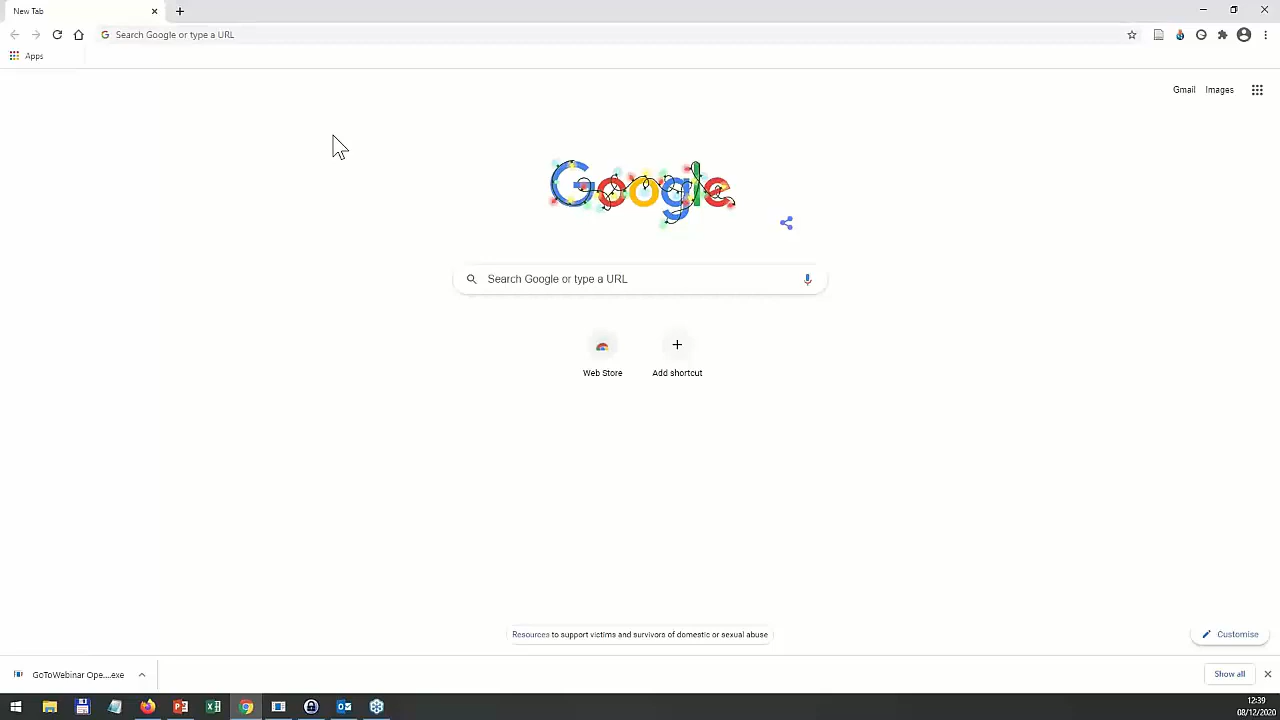 New Tab
Search Google or type a URL
Apps
Gmail Images
Google
Search Google or type a URL
Web Store Add shortcut
Resources to support victims and survivors of domestic or sexual abuse
Customise
GoToWebinar Ope....exe
Show all
12:39
08/12/2020